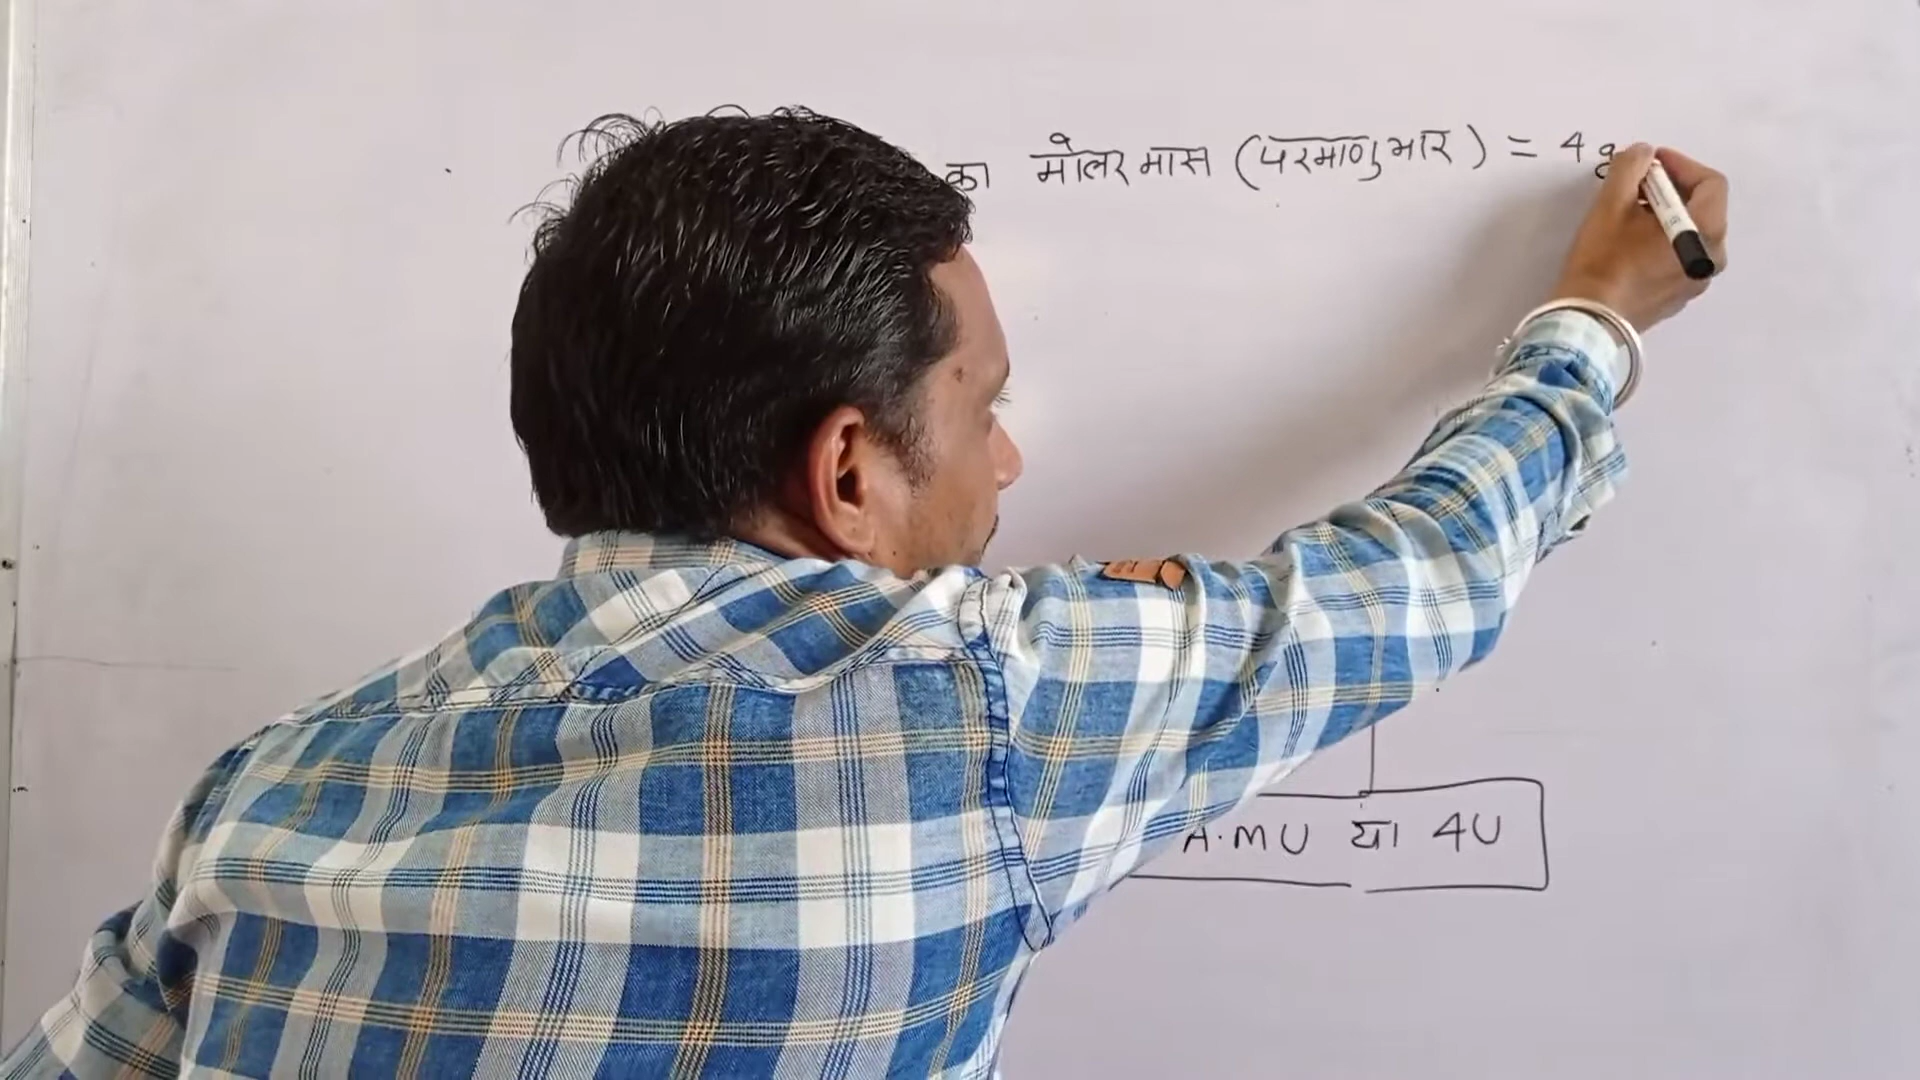 का मोलर मास (परमाणु भार) = 4 g
A.MU या 4U